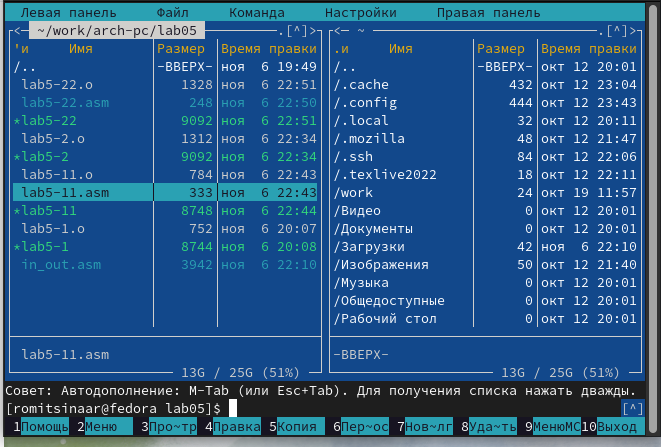 Левая панель Файл Команда Настройки Правая панель
<─ ~/work/arch-pc/lab05 ─.[^]> <─ ~ ─.[^]>
'и Имя Размер Время правки .и Имя Размер Время правки
/.. -ВВЕРХ- ноя 6 19:49 /.. -ВВЕРХ- окт 12 20:01
lab5-22.o 1328 ноя 6 22:51 /.cache 432 окт 12 23:04
lab5-22.asm 248 ноя 6 22:50 /.config 444 окт 12 23:43
*lab5-22 9092 ноя 6 22:51 /.local 32 окт 12 20:11
lab5-2.o 1312 ноя 6 22:34 /.mozilla 48 окт 12 21:47
*lab5-2 9092 ноя 6 22:34 /.ssh 84 окт 12 22:06
lab5-11.o 784 ноя 6 22:43 /.texlive2022 18 окт 12 22:11
lab5-11.asm 333 ноя 6 22:43 /work 24 окт 19 11:57
*lab5-11 8748 ноя 6 22:44 /Видео 0 окт 12 20:01
lab5-1.o 752 ноя 6 20:07 /Документы 0 окт 12 20:01
*lab5-1 8744 ноя 6 20:08 /Загрузки 42 ноя 6 22:10
in_out.asm 3942 ноя 6 22:10 /Изображения 50 окт 12 21:40
/Музыка 0 окт 12 20:01
/Общедоступные 0 окт 12 20:01
/Рабочий стол 0 окт 12 20:01
lab5-11.asm -ВВЕРХ-
13G / 25G (51%) 13G / 25G (51%)
Совет: Автодополнение: M-Tab (или Esc+Tab). Для получения списка нажать дважды.
[romitsinaar@fedora lab05]$ [^]
1Помощь 2Меню 3Про~тр 4Правка 5Копия 6Пер~ос 7Нов~лг 8Уда~ть 9МенюМС 10Выход